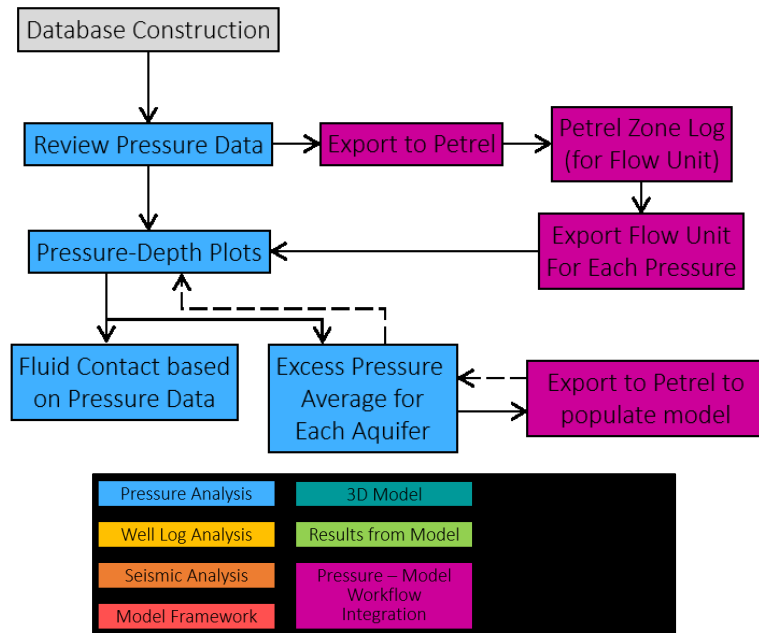 Database Construction
Review Pressure Data
Export to Petrel
Petrel Zone Log
(for Flow Unit)
Pressure-Depth Plots
Export Flow Unit
For Each Pressure
Fluid Contact based
on Pressure Data
Excess Pressure
Average for
Each Aquifer
Export to Petrel to
populate model
Pressure Analysis
3D Model
Well Log Analysis
Results from Model
Seismic Analysis
Pressure – Model
Workflow
Integration
Model Framework